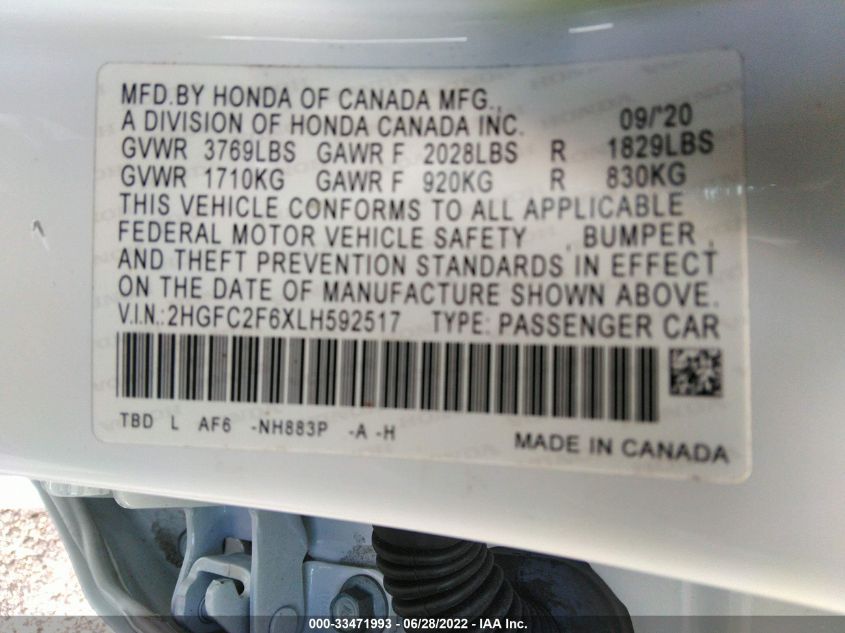 MFD.BY HONDA OF CANADA MFG.,
A DIVISION OF HONDA CANADA INC. 09/'20
GVWR 3769LBS GAWR F 2028LBS R 1829LBS
GVWR 1710KG GAWR F 920KG R 830KG
THIS VEHICLE CONFORMS TO ALL APPLICABLE
FEDERAL MOTOR VEHICLE SAFETY , BUMPER ,
AND THEFT PREVENTION STANDARDS IN EFFECT
ON THE DATE OF MANUFACTURE SHOWN ABOVE.
V.I.N.:2HGFC2F6XLH592517 TYPE: PASSENGER CAR
TBD L AF6 -NH883P -A -H
MADE IN CANADA
000-33471993 / 06/28/2022 - IAA Inc.